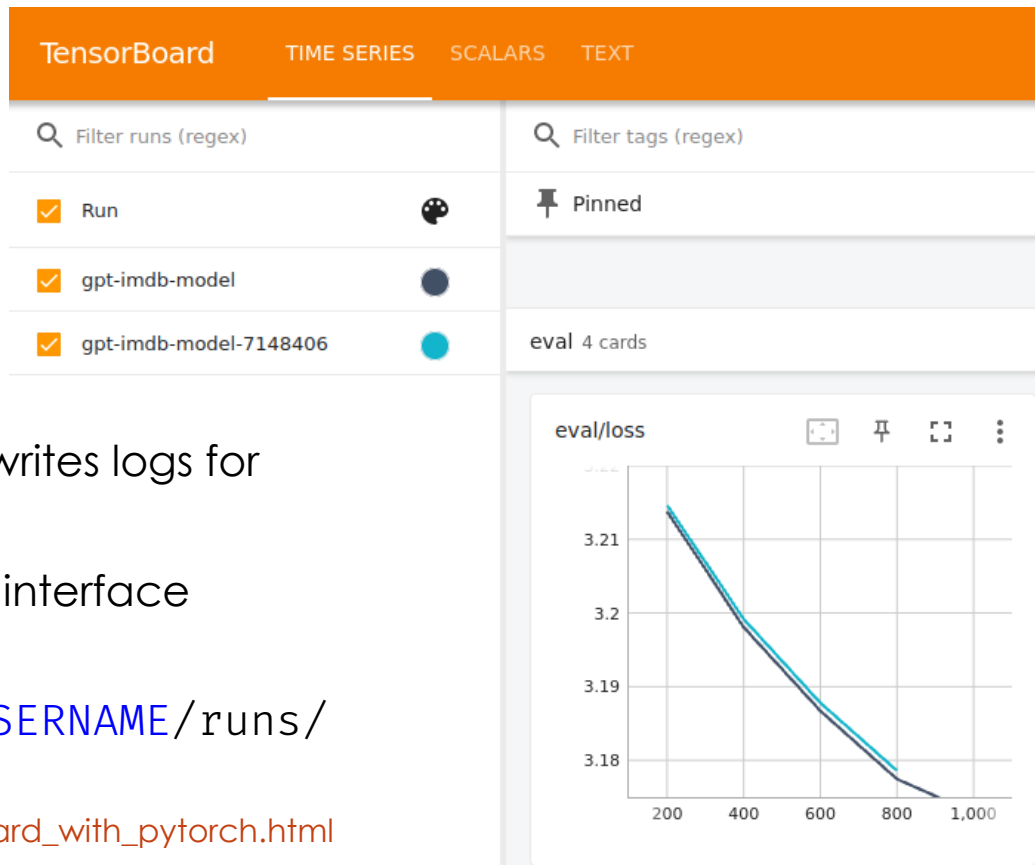 TensorBoard TIME SERIES SCALARS TEXT
Filter runs (regex)
Run
gpt-imdb-model
gpt-imdb-model-7148406
Filter tags (regex)
Pinned
eval 4 cards
eval/loss
3.22
3.21
3.2
3.19
3.18
200 400 600 800 1,000
writes logs for
interface
SERNAME/runs/
ard_with_pytorch.html